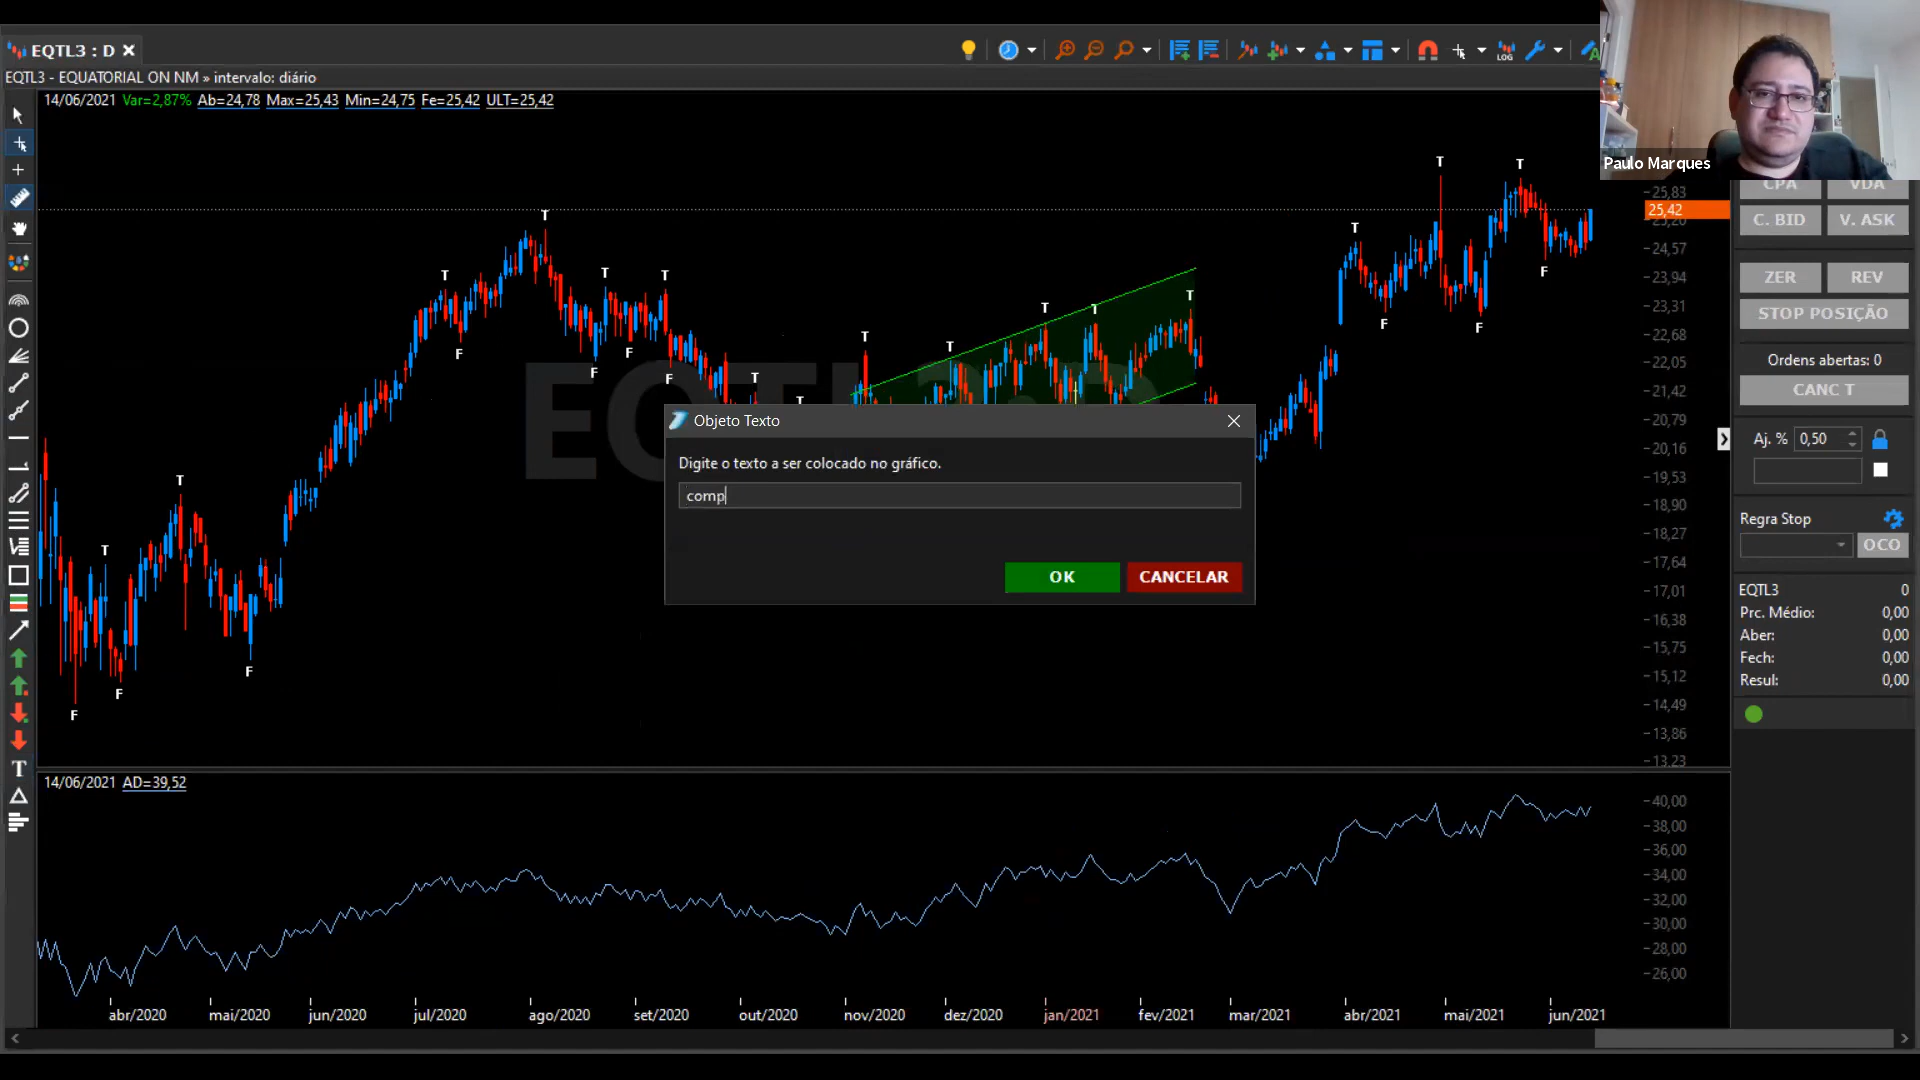 EQTL3 : D
EQTL3 - EQUATORIAL ON NM » intervalo: diário
14/06/2021 Var=2,87% Ab=24,78 Max=25,43 Min=24,75 Fe=25,42 ULT=25,42
LOG
Paulo Marques
CPA VDA
C. BID V. ASK
ZER REV
STOP POSIÇÃO
Ordens abertas: 0
CANC T
Aj. % 0,50
Regra Stop
OCO
EQTL3 0
Prc. Médio: 0,00
Aber: 0,00
Fech: 0,00
Resul: 0,00
25,83
25,42
25,20
24,57
23,94
23,31
22,68
22,05
21,42
20,79
20,16
19,53
18,90
18,27
17,64
17,01
16,38
15,75
15,12
14,49
13,86
13,23
T T T T T T T T T T T T T T T T T
F F F F F F F F F F F
Objeto Texto
Digite o texto a ser colocado no gráfico.
comp
OK CANCELAR
14/06/2021 AD=39,52
40,00
38,00
36,00
34,00
32,00
30,00
28,00
26,00
abr/2020 mai/2020 jun/2020 jul/2020 ago/2020 set/2020 out/2020 nov/2020 dez/2020 jan/2021 fev/2021 mar/2021 abr/2021 mai/2021 jun/2021